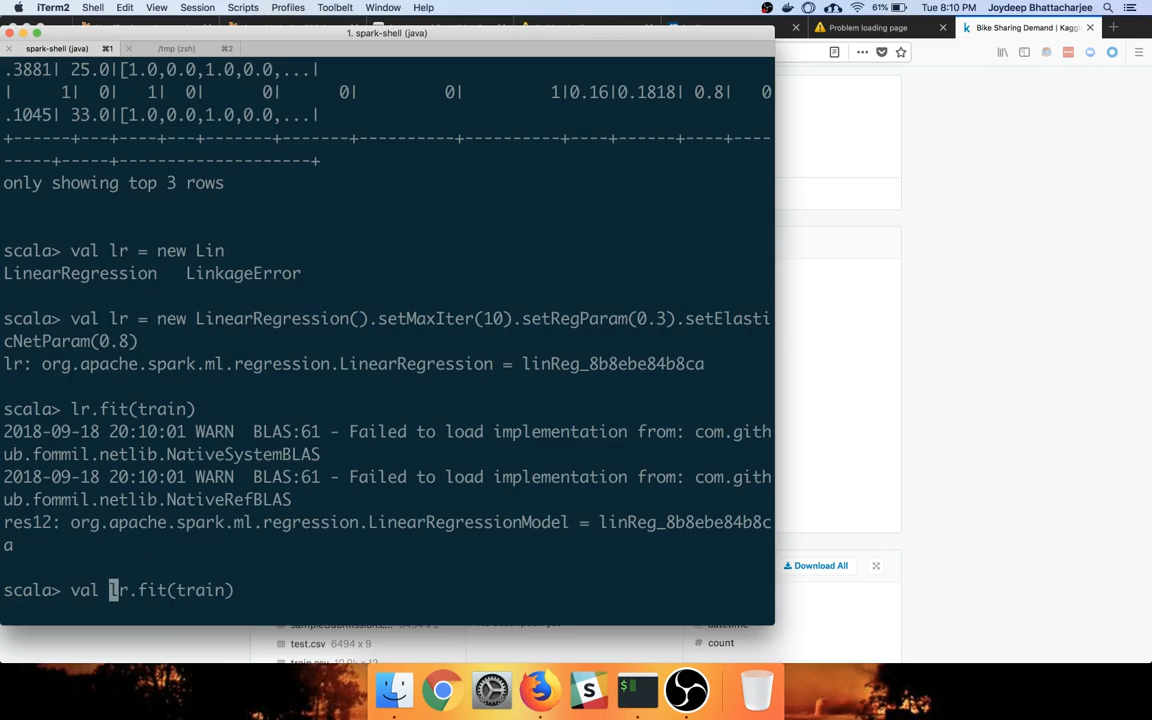 iTerm2 Shell Edit View Session Scripts Profiles Toolbelt Window Help 61% Tue 8:10 PM Joydeep Bhattacharjee
1. spark-shell (java)
Problem loading page
Bike Sharing Demand | Kagg
spark-shell (java) ⌘1 /tmp (zsh) ⌘2
.3881| 25.0|[1.0,0.0,1.0,0.0,...|
| 1| 0| 1| 0| 0| 0| 0| 1|0.16|0.1818| 0.8| 0
.1045| 33.0|[1.0,0.0,1.0,0.0,...|
+------+---+----+---+-------+----------+----------+----------+----+------+----+----
-----+-----+--------------------+
only showing top 3 rows
scala> val lr = new Lin
LinearRegression LinkageError
scala> val lr = new LinearRegression().setMaxIter(10).setRegParam(0.3).setElasti
cNetParam(0.8)
lr: org.apache.spark.ml.regression.LinearRegression = linReg_8b8ebe84b8ca
scala> lr.fit(train)
2018-09-18 20:10:01 WARN BLAS:61 - Failed to load implementation from: com.gith
ub.fommil.netlib.NativeSystemBLAS
2018-09-18 20:10:01 WARN BLAS:61 - Failed to load implementation from: com.gith
ub.fommil.netlib.NativeRefBLAS
res12: org.apache.spark.ml.regression.LinearRegressionModel = linReg_8b8ebe84b8c
a
scala> val lr.fit(train)
Download All
test.csv 6494 x 9
# count